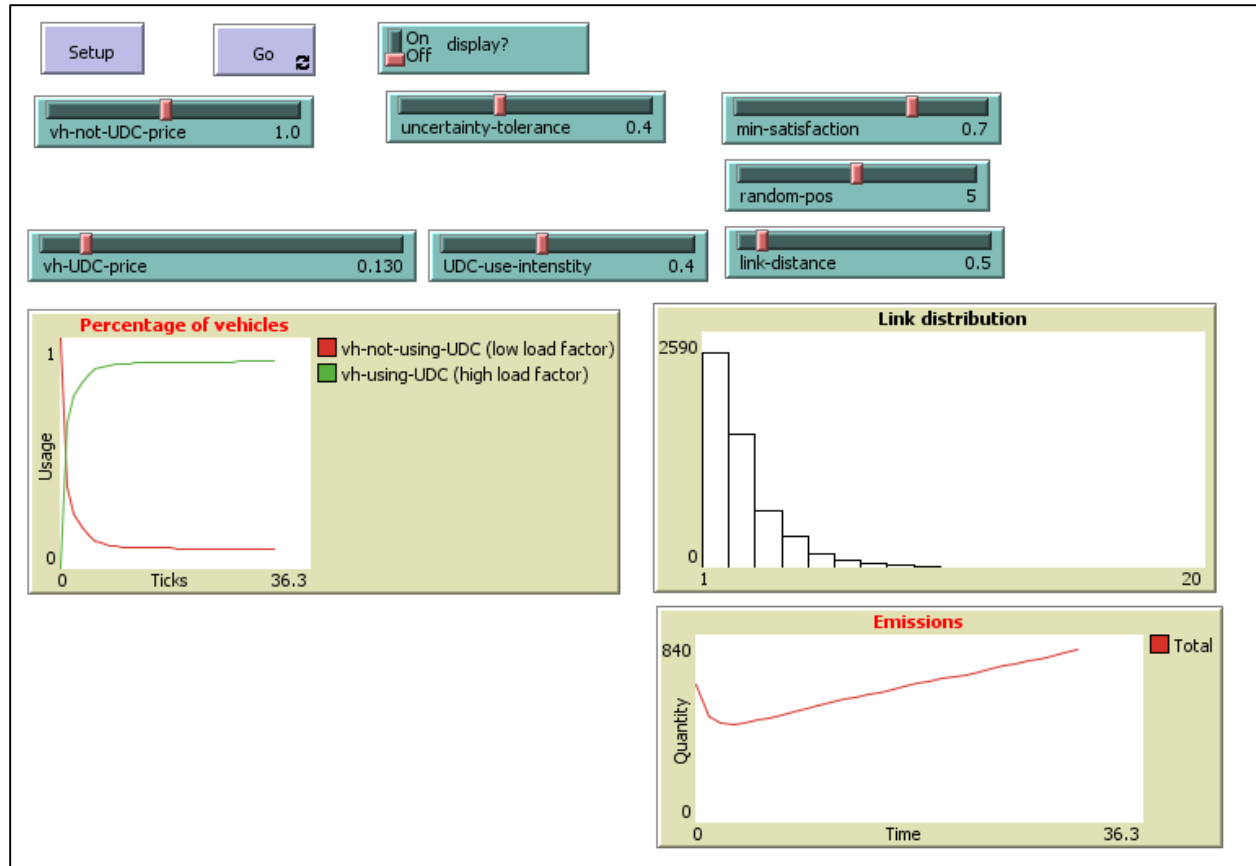 Setup
Go
On
Off
display?
vh-not-UDC-price 1.0
uncertainty-tolerance 0.4
min-satisfaction 0.7
random-pos 5
vh-UDC-price 0.130
UDC-use-intenstity 0.4
link-distance 0.5
Percentage of vehicles
1
Usage
0
0 Ticks 36.3
vh-not-using-UDC (low load factor)
vh-using-UDC (high load factor)
Link distribution
2590
0
1 20
Emissions
840
Quantity
0
0 Time 36.3
Total